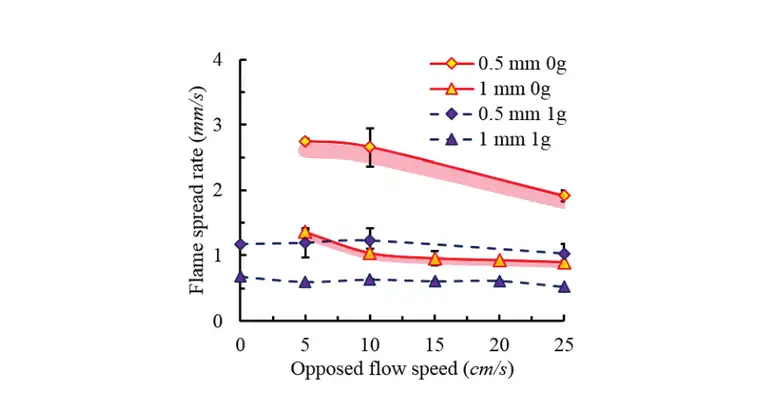 4
3
2
1
0
Flame spread rate (mm/s)
0.5 mm 0g
1 mm 0g
0.5 mm 1g
1 mm 1g
0 5 10 15 20 25
Opposed flow speed (cm/s)